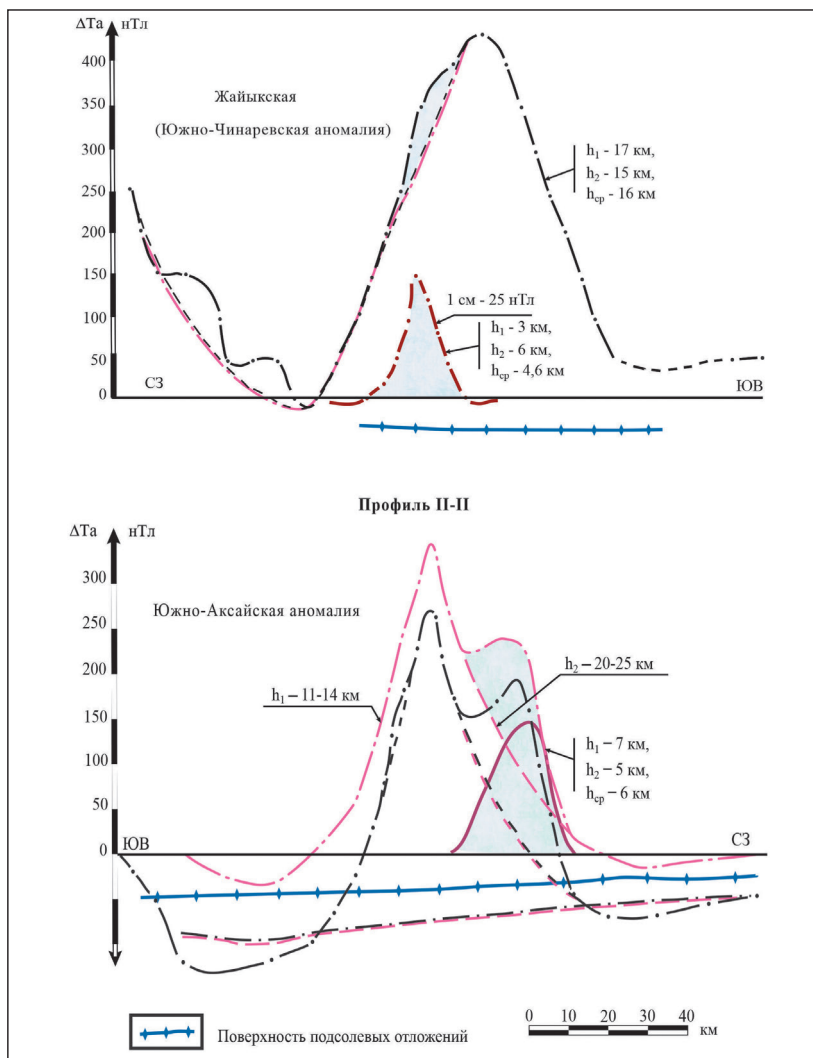 ΔTa нТл
400
350
300
250
200
150
100
50
0
Жайыкская
(Южно-Чинаревская аномалия)
h₁ - 17 км,
h₂ - 15 км,
hср - 16 км
1 см - 25 нТл
h₁ - 3 км,
h₂ - 6 км,
hср - 4,6 км
СЗ
ЮВ
Профиль II-II
ΔTa нТл
300
250
200
150
100
50
0
Южно-Аксайская аномалия
h₁ – 11-14 км
h₂ – 20-25 км
h₁ – 7 км,
h₂ – 5 км,
hср – 6 км
ЮВ
СЗ
Поверхность подсолевых отложений
0 10 20 30 40
км